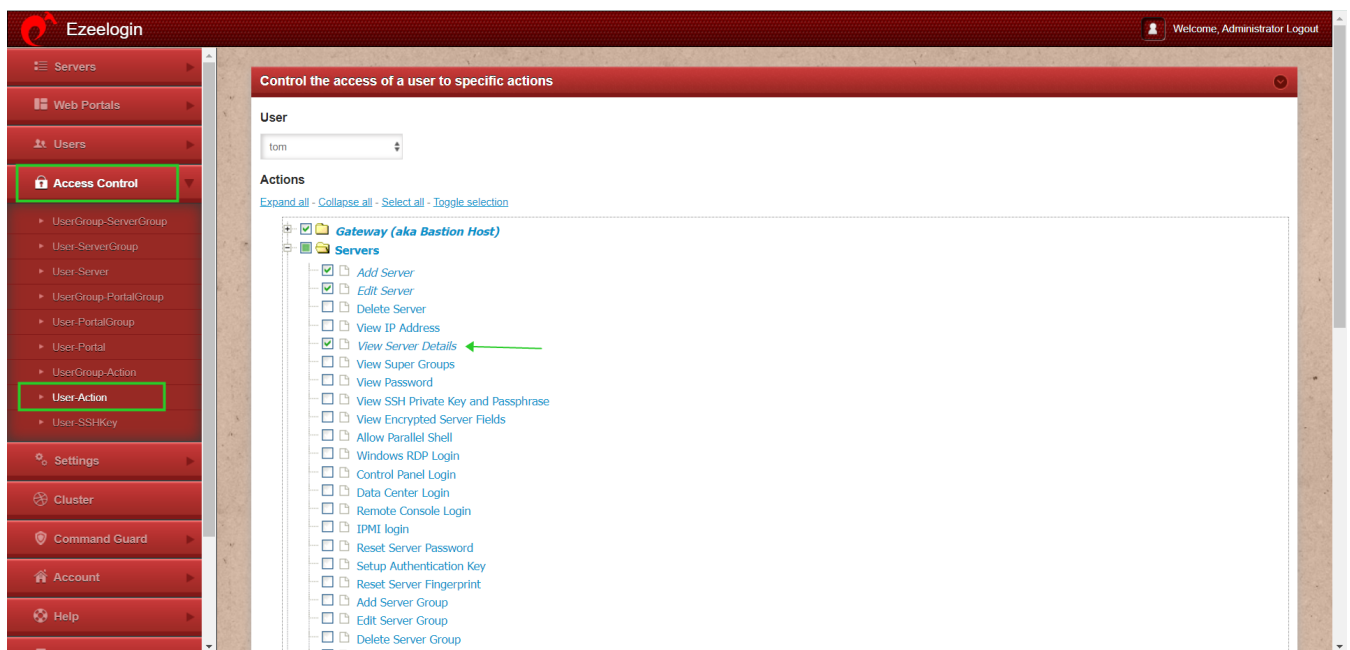 Ezeelogin
Welcome, Administrator Logout
Servers
Web Portals
Users
Access Control
UserGroup-ServerGroup
User-ServerGroup
User-Server
UserGroup-PortalGroup
User-PortalGroup
User-Portal
UserGroup-Action
User-Action
User-SSHKey
Settings
Cluster
Command Guard
Account
Help
Control the access of a user to specific actions
User
tom
Actions
Expand all - Collapse all - Select all - Toggle selection
Gateway (aka Bastion Host)
Servers
Add Server
Edit Server
Delete Server
View IP Address
View Server Details
View Super Groups
View Password
View SSH Private Key and Passphrase
View Encrypted Server Fields
Allow Parallel Shell
Windows RDP Login
Control Panel Login
Data Center Login
Remote Console Login
IPMI login
Reset Server Password
Setup Authentication Key
Reset Server Fingerprint
Add Server Group
Edit Server Group
Delete Server Group